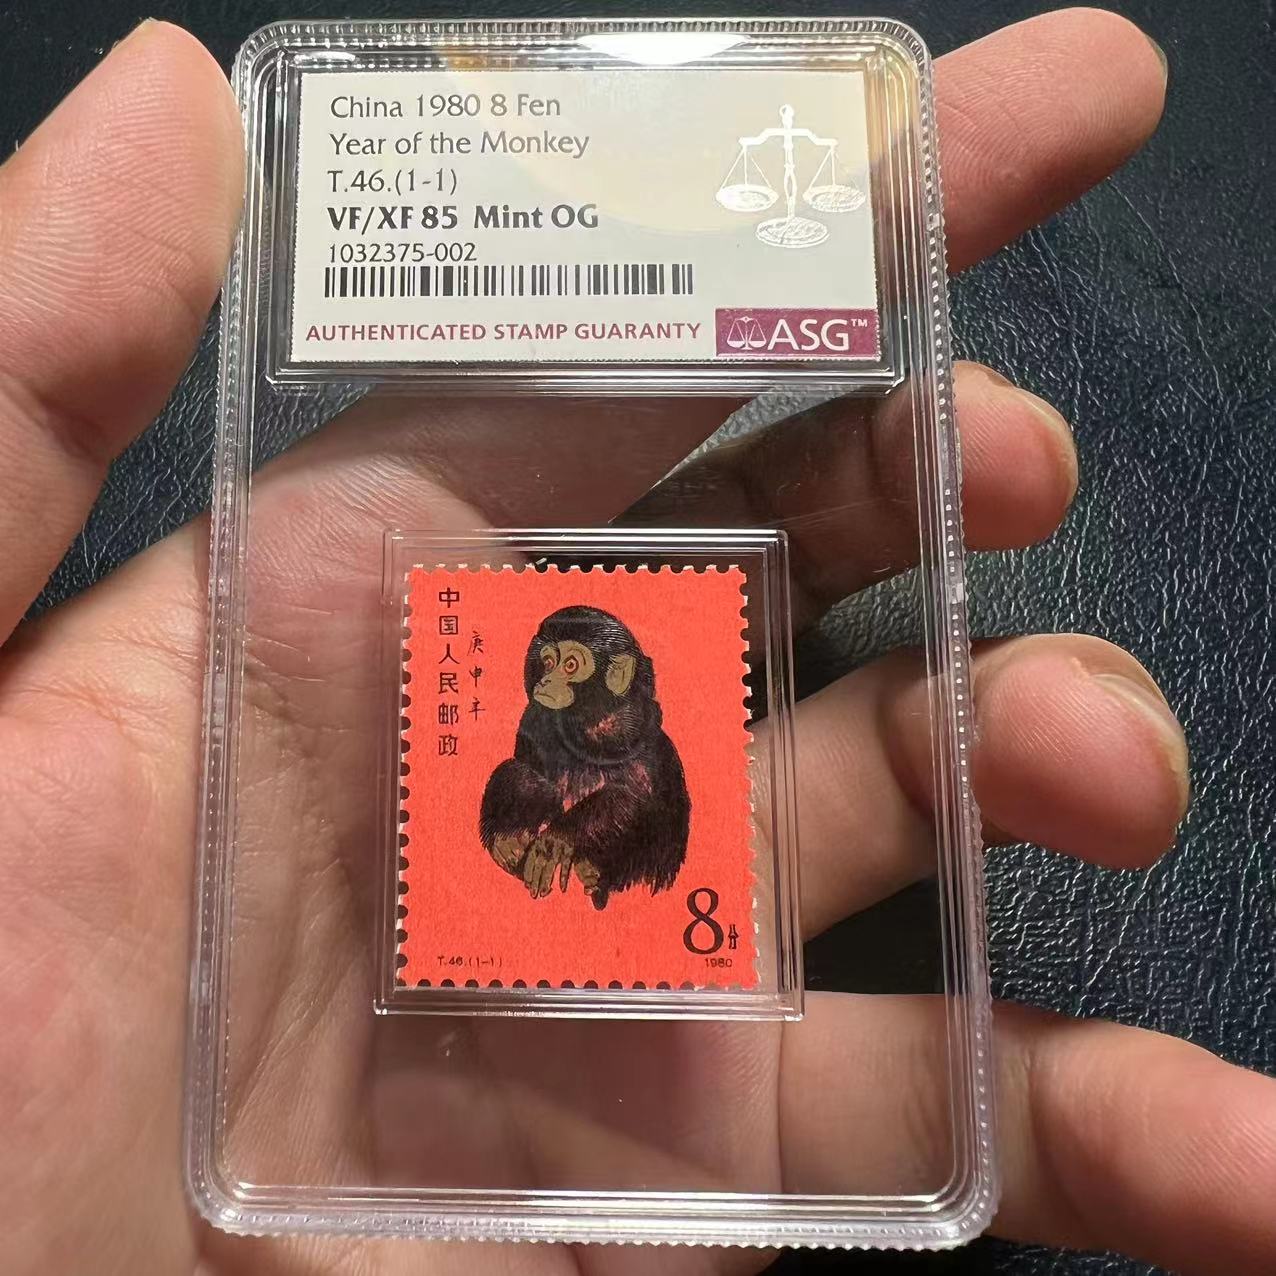 China 1980 8 Fen
Year of the Monkey
T.46.(1-1)
VF/XF 85 Mint OG
1032375-002
AUTHENTICATED STAMP GUARANTY
ASG™
中国人民邮政
庚申年
8分
T.46.(1-1)
1980